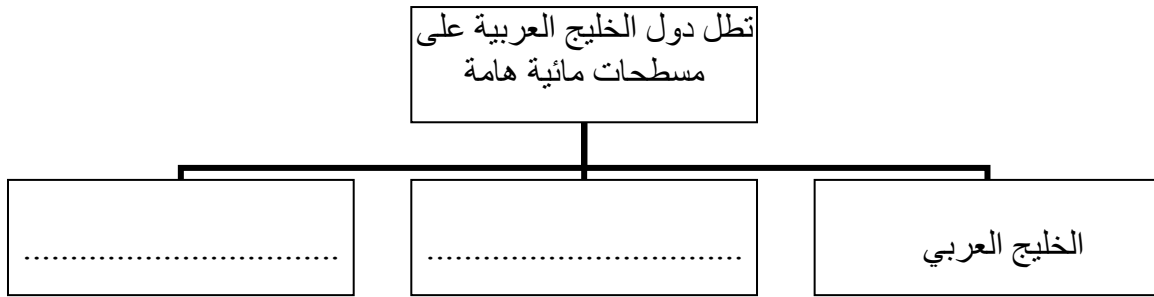 تطل دول الخليج العربية على
مسطحات مائية هامة
الخليج العربي
..................................
..................................